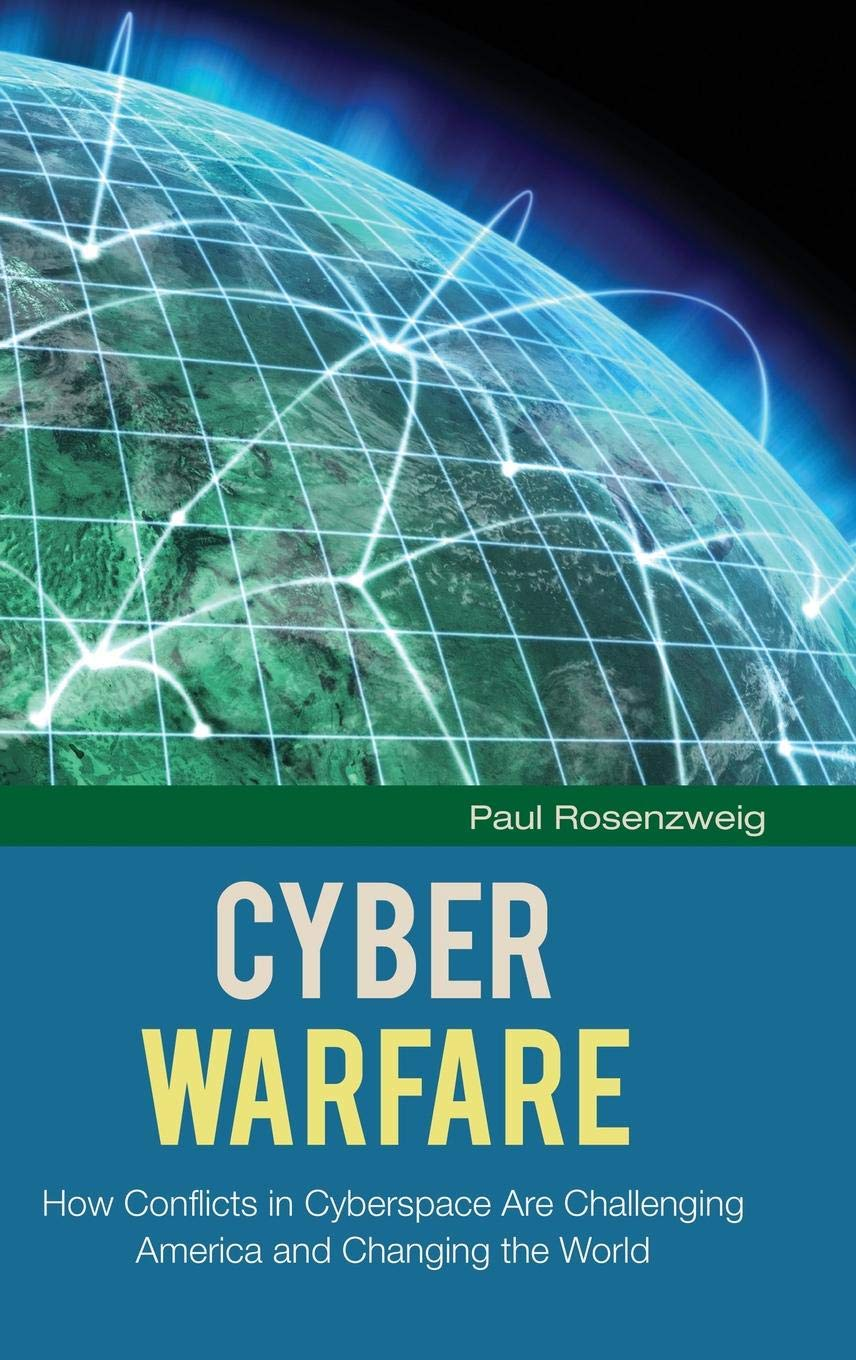 Paul Rosenzweig
CYBER
WARFARE
How Conflicts in Cyberspace Are Challenging
America and Changing the World